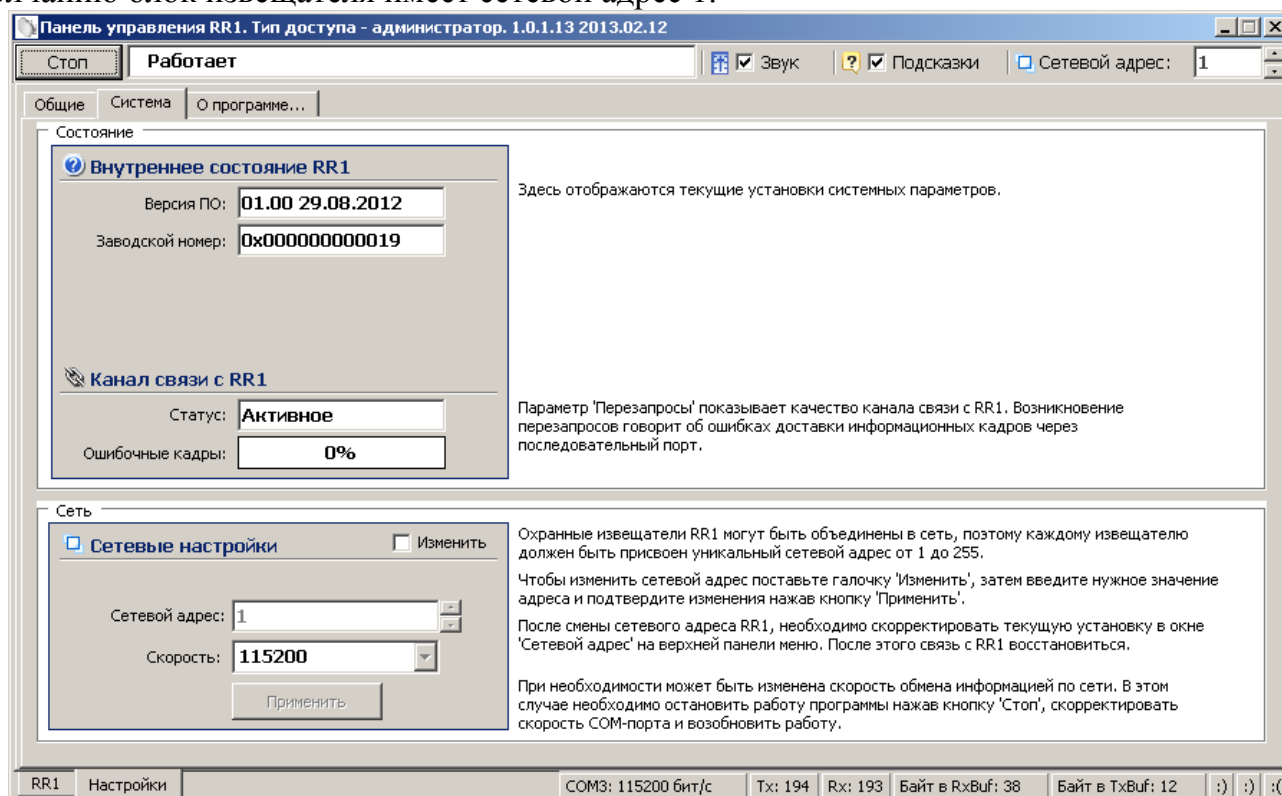 блок извещателя имеет сетевой адрес 1.
Панель управления RR1. Тип доступа - администратор. 1.0.1.13 2013.02.12
Стоп Работает Звук Подсказки Сетевой адрес: 1
Общие Система О программе...
Состояние
Внутреннее состояние RR1
Версия ПО: 01.00 29.08.2012
Здесь отображаются текущие установки системных параметров.
Заводской номер: 0x000000000019
Канал связи с RR1
Статус: Активное
Ошибочные кадры: 0%
Параметр 'Перезапросы' показывает качество канала связи с RR1. Возникновение
перезапросов говорит об ошибках доставки информационных кадров через
последовательный порт.
Сеть
Сетевые настройки Изменить
Сетевой адрес: 1
Скорость: 115200
Применить
Охранные извещатели RR1 могут быть объединены в сеть, поэтому каждому извещателю
должен быть присвоен уникальный сетевой адрес от 1 до 255.
Чтобы изменить сетевой адрес поставьте галочку 'Изменить', затем введите нужное значение
адреса и подтвердите изменения нажав кнопку 'Применить'.
После смены сетевого адреса RR1, необходимо скорректировать текущую установку в окне
'Сетевой адрес' на верхней панели меню. После этого связь с RR1 восстановиться.
При необходимости может быть изменена скорость обмена информацией по сети. В этом
случае необходимо остановить работу программы нажав кнопку 'Стоп', скорректировать
скорость COM-порта и возобновить работу.
RR1 Настройки COM3: 115200 бит/с Tx: 194 Rx: 193 Байт в RxBuf: 38 Байт в TxBuf: 12 :) :) :(